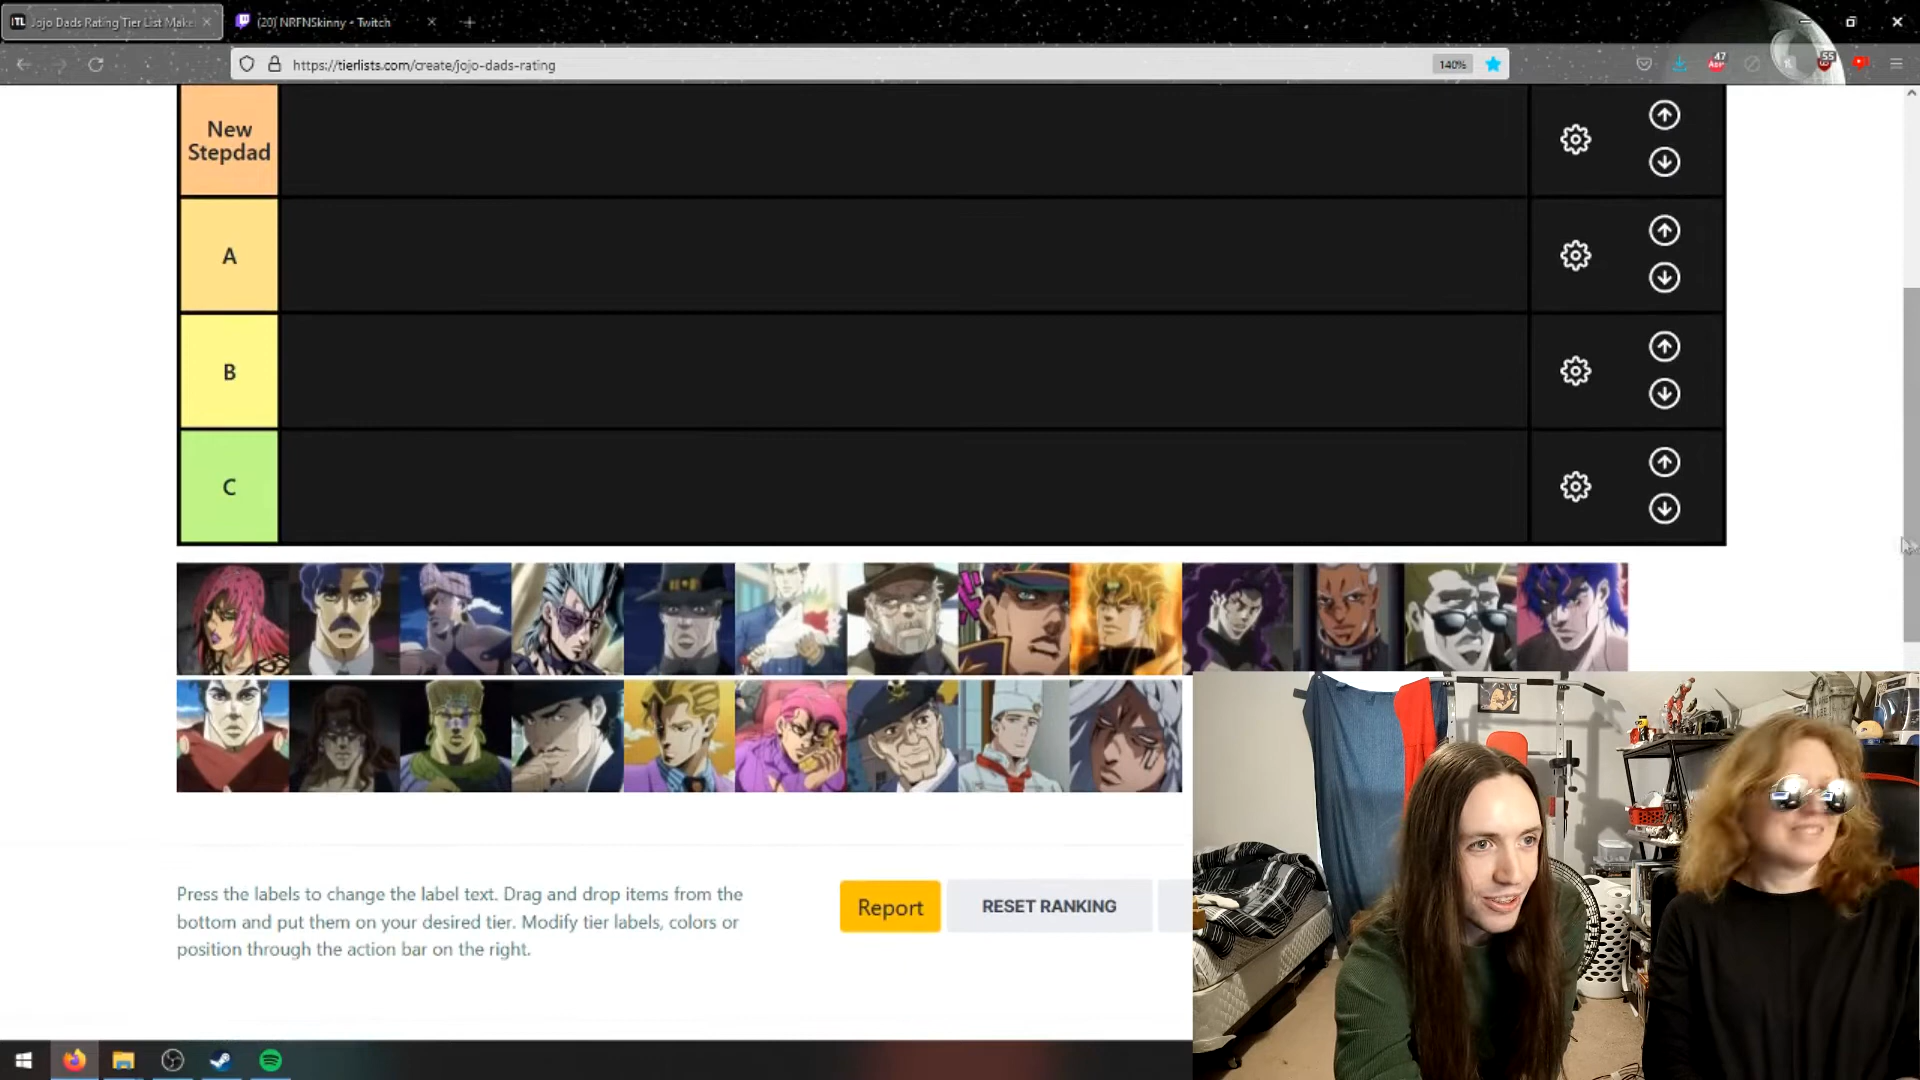 Jojo Dads Rating Tier List Make
(20) NRFNSkinny - Twitch
https://tierlists.com/create/jojo-dads-rating
140%
47
ABP
55
New
Stepdad
A
B
C
Press the labels to change the label text. Drag and drop items from the
bottom and put them on your desired tier. Modify tier labels, colors or
position through the action bar on the right.
Report
RESET RANKING